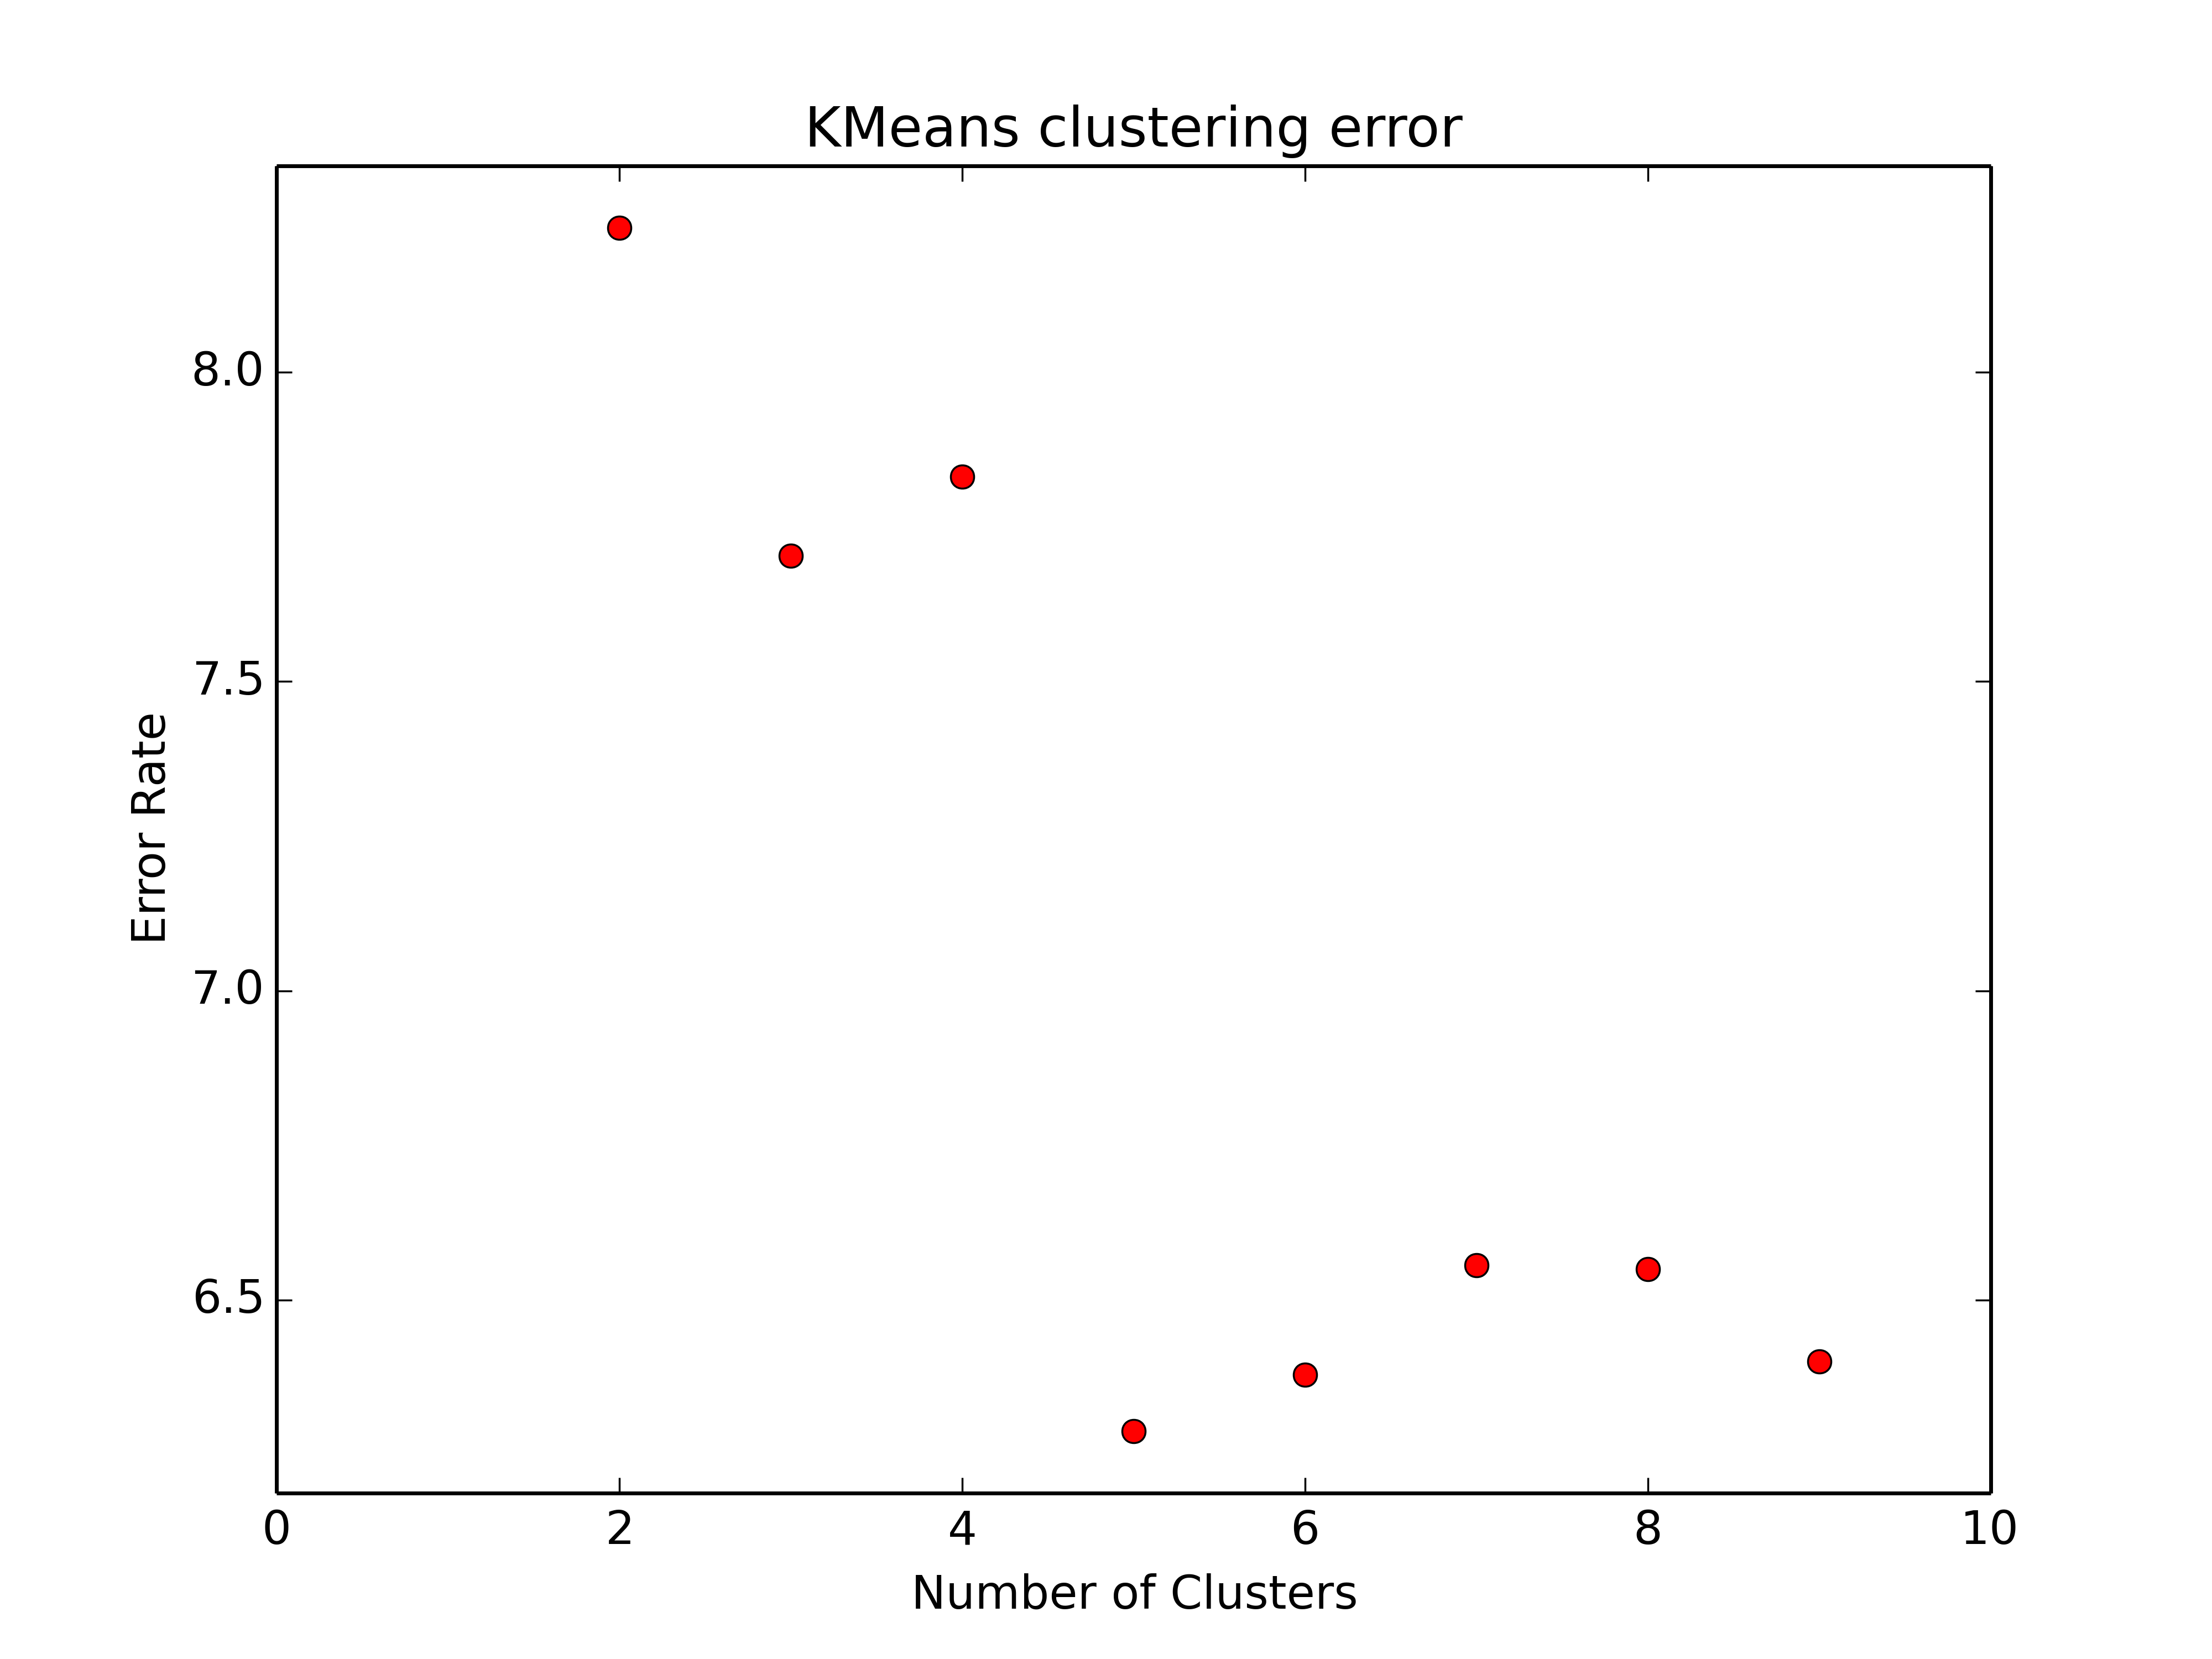 KMeans clustering error
8.0
7.5
7.0
6.5
Error Rate
0 2 4 6 8 10
Number of Clusters